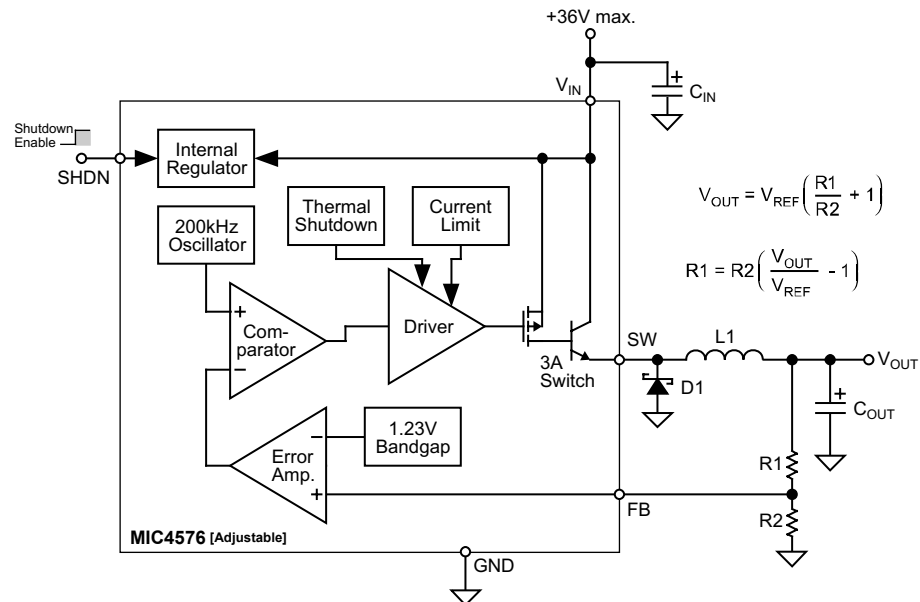 +36V max.
VIN
CIN
Shutdown
Enable
SHDN
Internal
Regulator
200kHz
Oscillator
Thermal
Shutdown
Current
Limit
VOUT = VREF ( R1 / R2 + 1 )
R1 = R2 ( VOUT / VREF - 1 )
+
Com-
parator
−
Driver
3A
Switch
SW
L1
VOUT
D1
+
COUT
Error
Amp.
−
+
1.23V
Bandgap
R1
FB
R2
MIC4576 [Adjustable]
GND
+